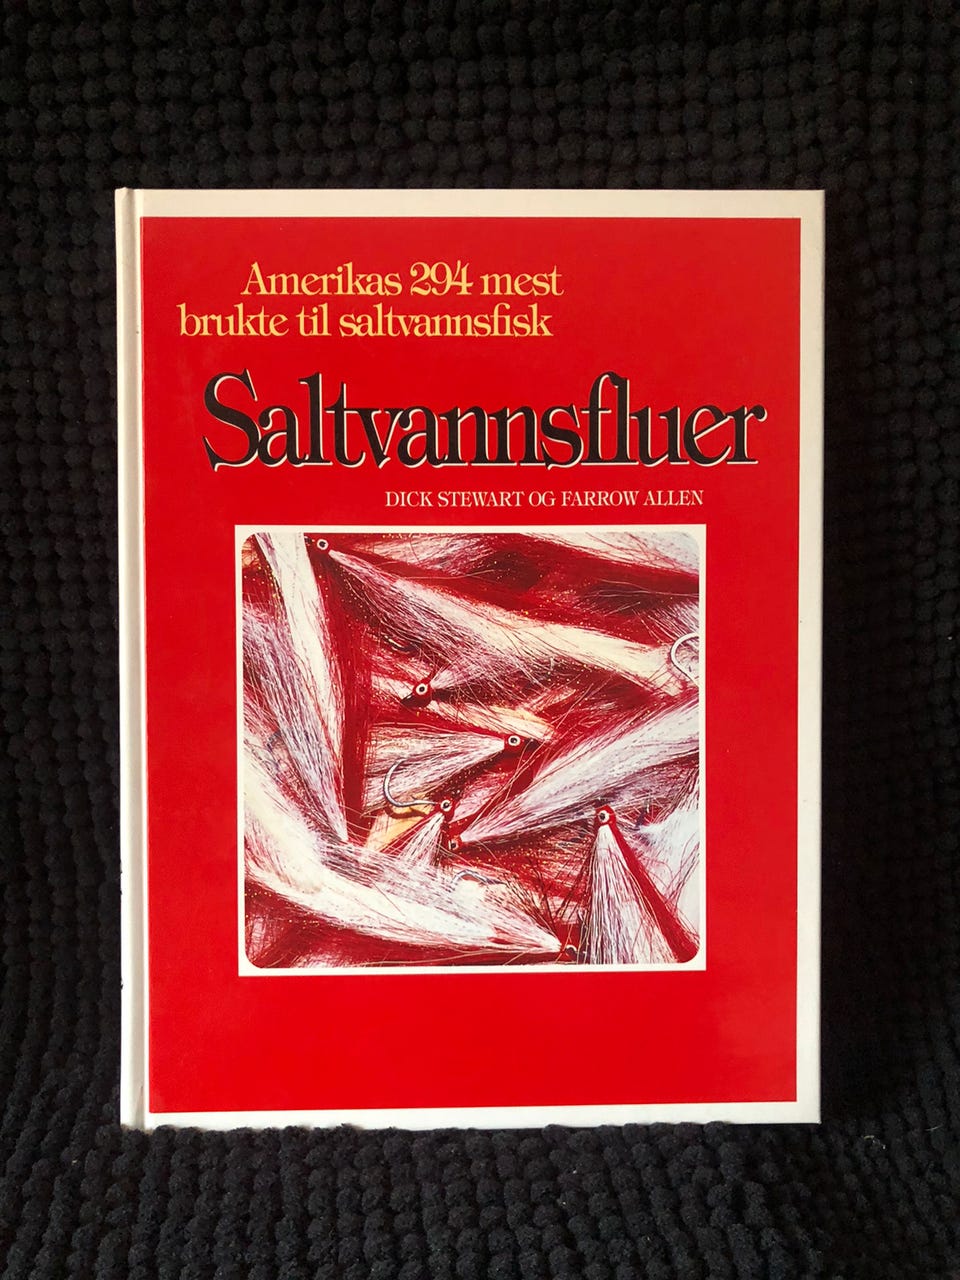 Amerikas 294 mest
brukte til saltvannsfisk
Saltvannsfluer
DICK STEWART OG FARROW ALLEN